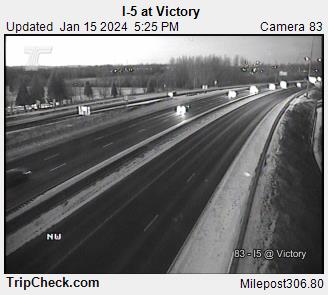 I-5 at Victory
Updated  Jan 15 2024  5:25 PM
Camera 83
NW
83 - I5 @ Victory
TripCheck.com
Milepost306.80